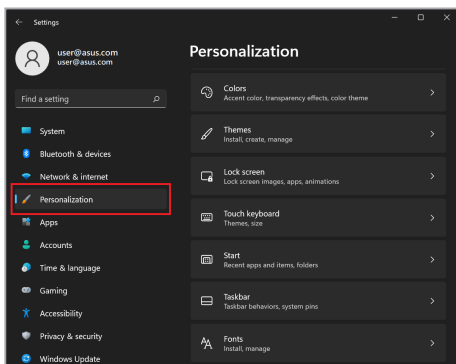 Settings
user@asus.com
user@asus.com
Find a setting
System
Bluetooth & devices
Network & internet
Personalization
Apps
Accounts
Time & language
Gaming
Accessibility
Privacy & security
Windows Update
Personalization
Colors
Accent color, transparency effects, color theme
Themes
Install, create, manage
Lock screen
Lock screen images, apps, animations
Touch keyboard
Themes, size
Start
Recent apps and items, folders
Taskbar
Taskbar behaviors, system pins
Fonts
Install, manage